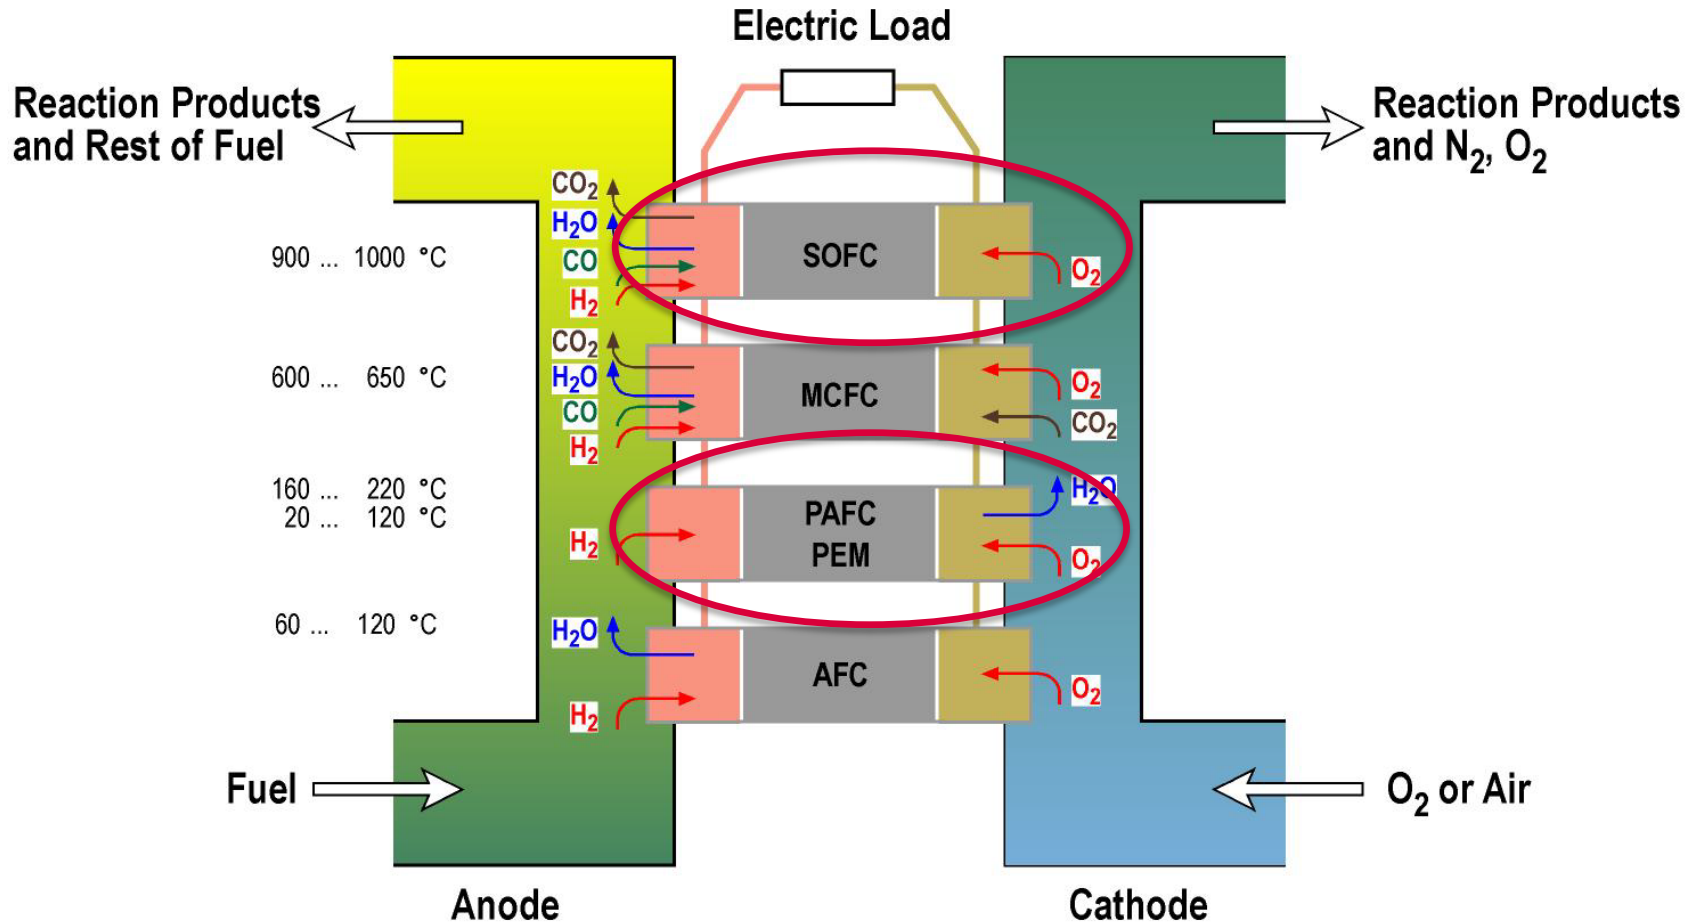 Electric Load
Reaction Products
and Rest of Fuel
Reaction Products
and N₂, O₂
CO₂
H₂O
CO
H₂
900 ... 1000 °C
SOFC
O₂
CO₂
H₂O
CO
H₂
600 ... 650 °C
MCFC
O₂
CO₂
160 ... 220 °C
20 ... 120 °C
H₂
PAFC
PEM
H₂O
O₂
60 ... 120 °C
H₂O
H₂
AFC
O₂
Fuel
O₂ or Air
Anode
Cathode